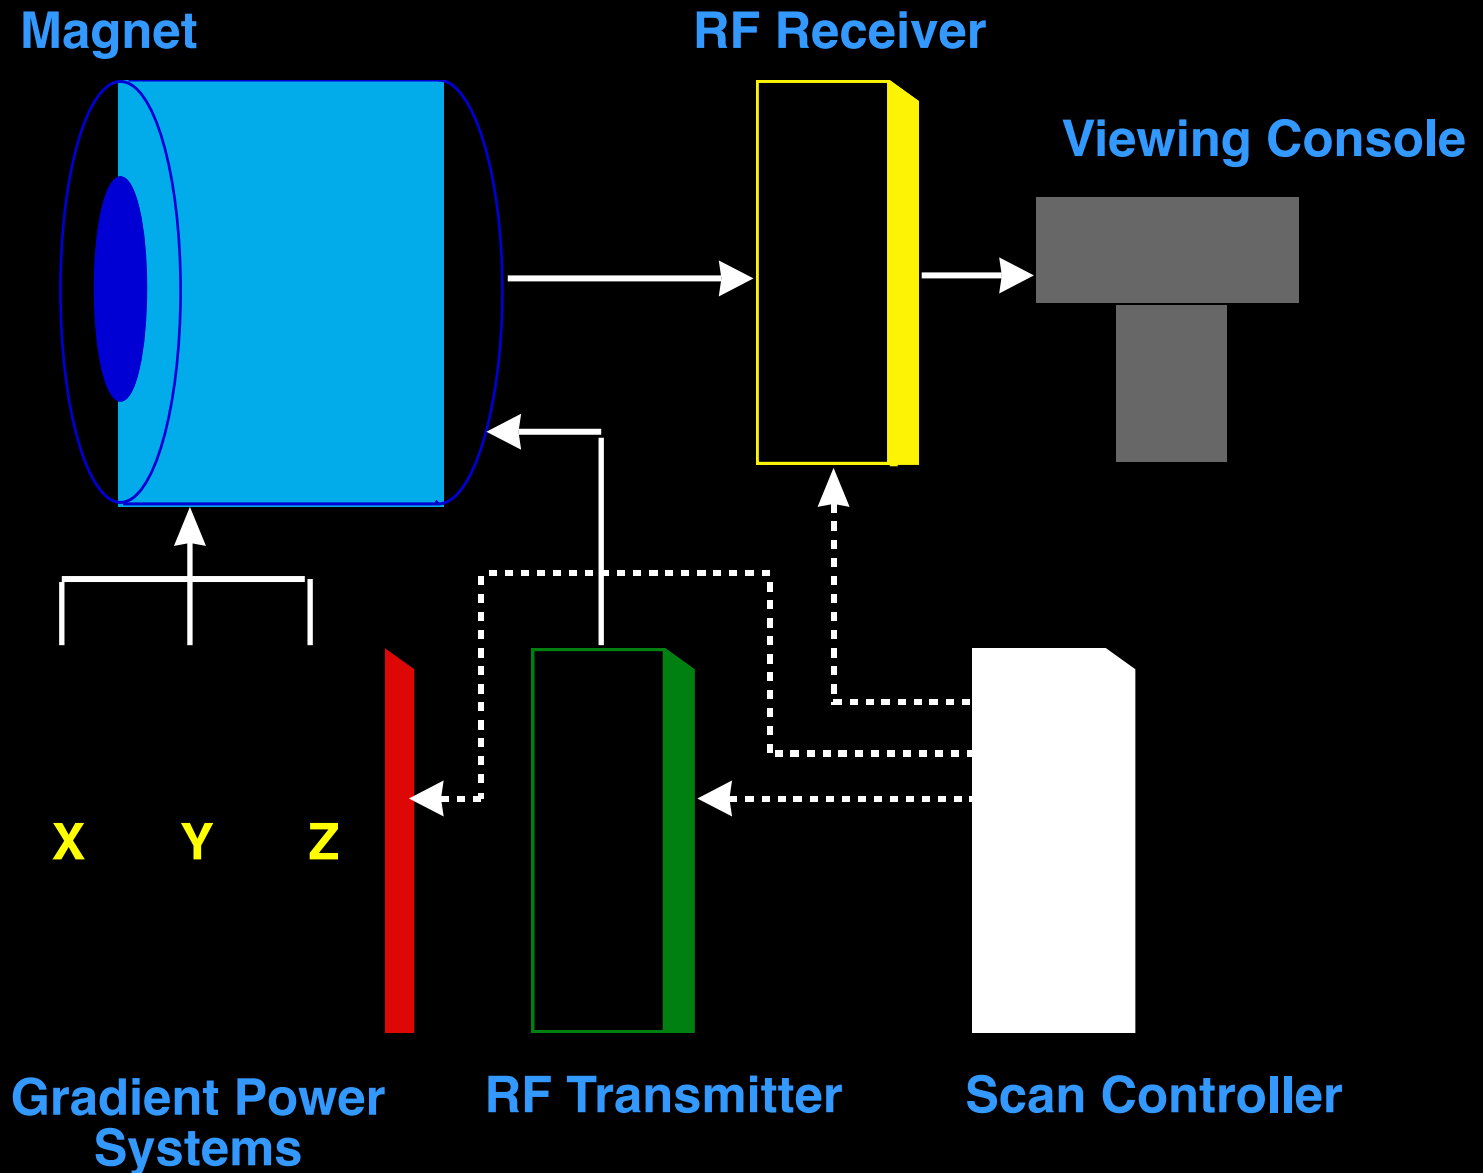 Magnet
RF Receiver
Viewing Console
X Y Z
Gradient Power
Systems
RF Transmitter
Scan Controller